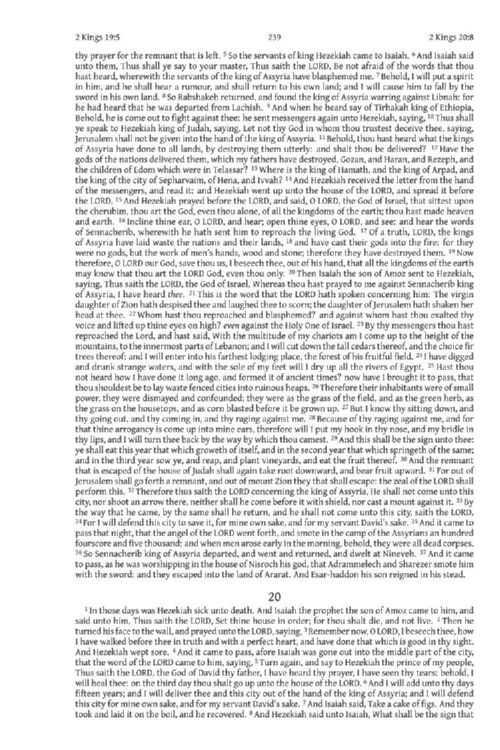 2 Kings 19:5 239 2 Kings 20:8
thy prayer for the remnant that is left. ⁵ So the servants of king Hezekiah came to Isaiah. ⁶ And Isaiah said
unto them, Thus shall ye say to your master, Thus saith the LORD, Be not afraid of the words that thou
hast heard, wherewith the servants of the king of Assyria have blasphemed me. ⁷ Behold, I will put a spirit
in him, and he shall hear a rumour, and shall return to his own land; and I will cause him to fall by the
sword in his own land. ⁸ So Rabshakeh returned, and found the king of Assyria warring against Libnah: for
he had heard that he was departed from Lachish. ⁹ And when he heard say of Tirhakah king of Ethiopia,
Behold, he is come out to fight against thee: he sent messengers again unto Hezekiah, saying, ¹⁰ Thus shall
ye speak to Hezekiah king of Judah, saying, Let not thy God in whom thou trustest deceive thee, saying,
Jerusalem shall not be given into the hand of the king of Assyria. ¹¹ Behold, thou hast heard what the kings
of Assyria have done to all lands, by destroying them utterly: and shalt thou be delivered? ¹² Have the
gods of the nations delivered them, which my fathers have destroyed, Gozan, and Haran, and Rezeph, and
the children of Edom which were in Telassar? ¹³ Where is the king of Hamath, and the king of Arpad, and
the king of the city of Sepharvaim, of Hena, and Ivvah? ¹⁴ And Hezekiah received the letter from the hand
of the messengers, and read it: and Hezekiah went up unto the house of the LORD, and spread it before
the LORD. ¹⁵ And Hezekiah prayed before the LORD, and said, O LORD, the God of Israel, that sittest upon
the cherubim, thou art the God, even thou alone, of all the kingdoms of the earth; thou hast made heaven
and earth. ¹⁶ Incline thine ear, O LORD, and hear; open thine eyes, O LORD, and see: and hear the words
of Sennacherib, wherewith he hath sent him to reproach the living God. ¹⁷ Of a truth, LORD, the kings
of Assyria have laid waste the nations and their lands, ¹⁸ and have cast their gods into the fire: for they
were no gods, but the work of men's hands, wood and stone; therefore they have destroyed them. ¹⁹ Now
therefore, O LORD our God, save thou us, I beseech thee, out of his hand, that all the kingdoms of the earth
may know that thou art the LORD God, even thou only. ²⁰ Then Isaiah the son of Amoz sent to Hezekiah,
saying, Thus saith the LORD, the God of Israel, Whereas thou hast prayed to me against Sennacherib king
of Assyria, I have heard thee. ²¹ This is the word that the LORD hath spoken concerning him: The virgin
daughter of Zion hath despised thee and laughed thee to scorn; the daughter of Jerusalem hath shaken her
head at thee. ²² Whom hast thou reproached and blasphemed? and against whom hast thou exalted thy
voice and lifted up thine eyes on high? even against the Holy One of Israel. ²³ By thy messengers thou hast
reproached the Lord, and hast said, With the multitude of my chariots am I come up to the height of the
mountains, to the innermost parts of Lebanon; and I will cut down the tall cedars thereof, and the choice fir
trees thereof: and I will enter into his farthest lodging place, the forest of his fruitful field. ²⁴ I have digged
and drunk strange waters, and with the sole of my feet will I dry up all the rivers of Egypt. ²⁵ Hast thou
not heard how I have done it long ago, and formed it of ancient times? now have I brought it to pass, that
thou shouldest be to lay waste fenced cities into ruinous heaps. ²⁶ Therefore their inhabitants were of small
power, they were dismayed and confounded; they were as the grass of the field, and as the green herb, as
the grass on the housetops, and as corn blasted before it be grown up. ²⁷ But I know thy sitting down, and
thy going out, and thy coming in, and thy raging against me. ²⁸ Because of thy raging against me, and for
that thine arrogancy is come up into mine ears, therefore will I put my hook in thy nose, and my bridle in
thy lips, and I will turn thee back by the way by which thou camest. ²⁹ And this shall be the sign unto thee:
ye shall eat this year that which groweth of itself, and in the second year that which springeth of the same;
and in the third year sow ye, and reap, and plant vineyards, and eat the fruit thereof. ³⁰ And the remnant
that is escaped of the house of Judah shall again take root downward, and bear fruit upward. ³¹ For out of
Jerusalem shall go forth a remnant, and out of mount Zion they that shall escape: the zeal of the LORD shall
perform this. ³² Therefore thus saith the LORD concerning the king of Assyria, He shall not come unto this
city, nor shoot an arrow there, neither shall he come before it with shield, nor cast a mount against it. ³³ By
the way that he came, by the same shall he return, and he shall not come unto this city, saith the LORD.
³⁴ For I will defend this city to save it, for mine own sake, and for my servant David's sake. ³⁵ And it came to
pass that night, that the angel of the LORD went forth, and smote in the camp of the Assyrians an hundred
fourscore and five thousand: and when men arose early in the morning, behold, they were all dead corpses.
³⁶ So Sennacherib king of Assyria departed, and went and returned, and dwelt at Nineveh. ³⁷ And it came
to pass, as he was worshipping in the house of Nisroch his god, that Adrammelech and Sharezer smote him
with the sword: and they escaped into the land of Ararat. And Esar-haddon his son reigned in his stead.
20
¹ In those days was Hezekiah sick unto death. And Isaiah the prophet the son of Amoz came to him, and
said unto him, Thus saith the LORD, Set thine house in order; for thou shalt die, and not live. ² Then he
turned his face to the wall, and prayed unto the LORD, saying, ³ Remember now, O LORD, I beseech thee, how
I have walked before thee in truth and with a perfect heart, and have done that which is good in thy sight.
And Hezekiah wept sore. ⁴ And it came to pass, afore Isaiah was gone out into the middle part of the city,
that the word of the LORD came to him, saying, ⁵ Turn again, and say to Hezekiah the prince of my people,
Thus saith the LORD, the God of David thy father, I have heard thy prayer, I have seen thy tears: behold, I
will heal thee: on the third day thou shalt go up unto the house of the LORD. ⁶ And I will add unto thy days
fifteen years; and I will deliver thee and this city out of the hand of the king of Assyria; and I will defend
this city for mine own sake, and for my servant David's sake. ⁷ And Isaiah said, Take a cake of figs. And they
took and laid it on the boil, and he recovered. ⁸ And Hezekiah said unto Isaiah, What shall be the sign that